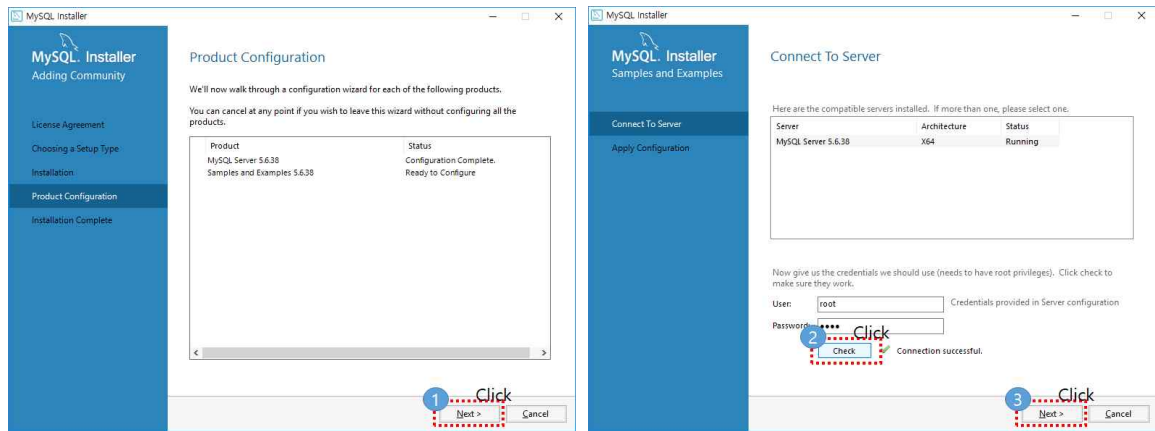 MySQL Installer
MySQL. Installer
Adding Community
License Agreement
Choosing a Setup Type
Installation
Product Configuration
Installation Complete
Product Configuration
We'll now walk through a configuration wizard for each of the following products.
You can cancel at any point if you wish to leave this wizard without configuring all the
products.
Product Status
MySQL Server 5.6.38 Configuration Complete.
Samples and Examples 5.6.38 Ready to Configure
1 Click
Next > Cancel
MySQL Installer
MySQL. Installer
Samples and Examples
Connect To Server
Apply Configuration
Connect To Server
Here are the compatible servers installed. If more than one, please select one.
Server Architecture Status
MySQL Server 5.6.38 X64 Running
Now give us the credentials we should use (needs to have root privileges). Click check to
make sure they work.
User: root Credentials provided in Server configuration
Password: ●●●●
2 Click
Check Connection successful.
3 Click
Next > Cancel